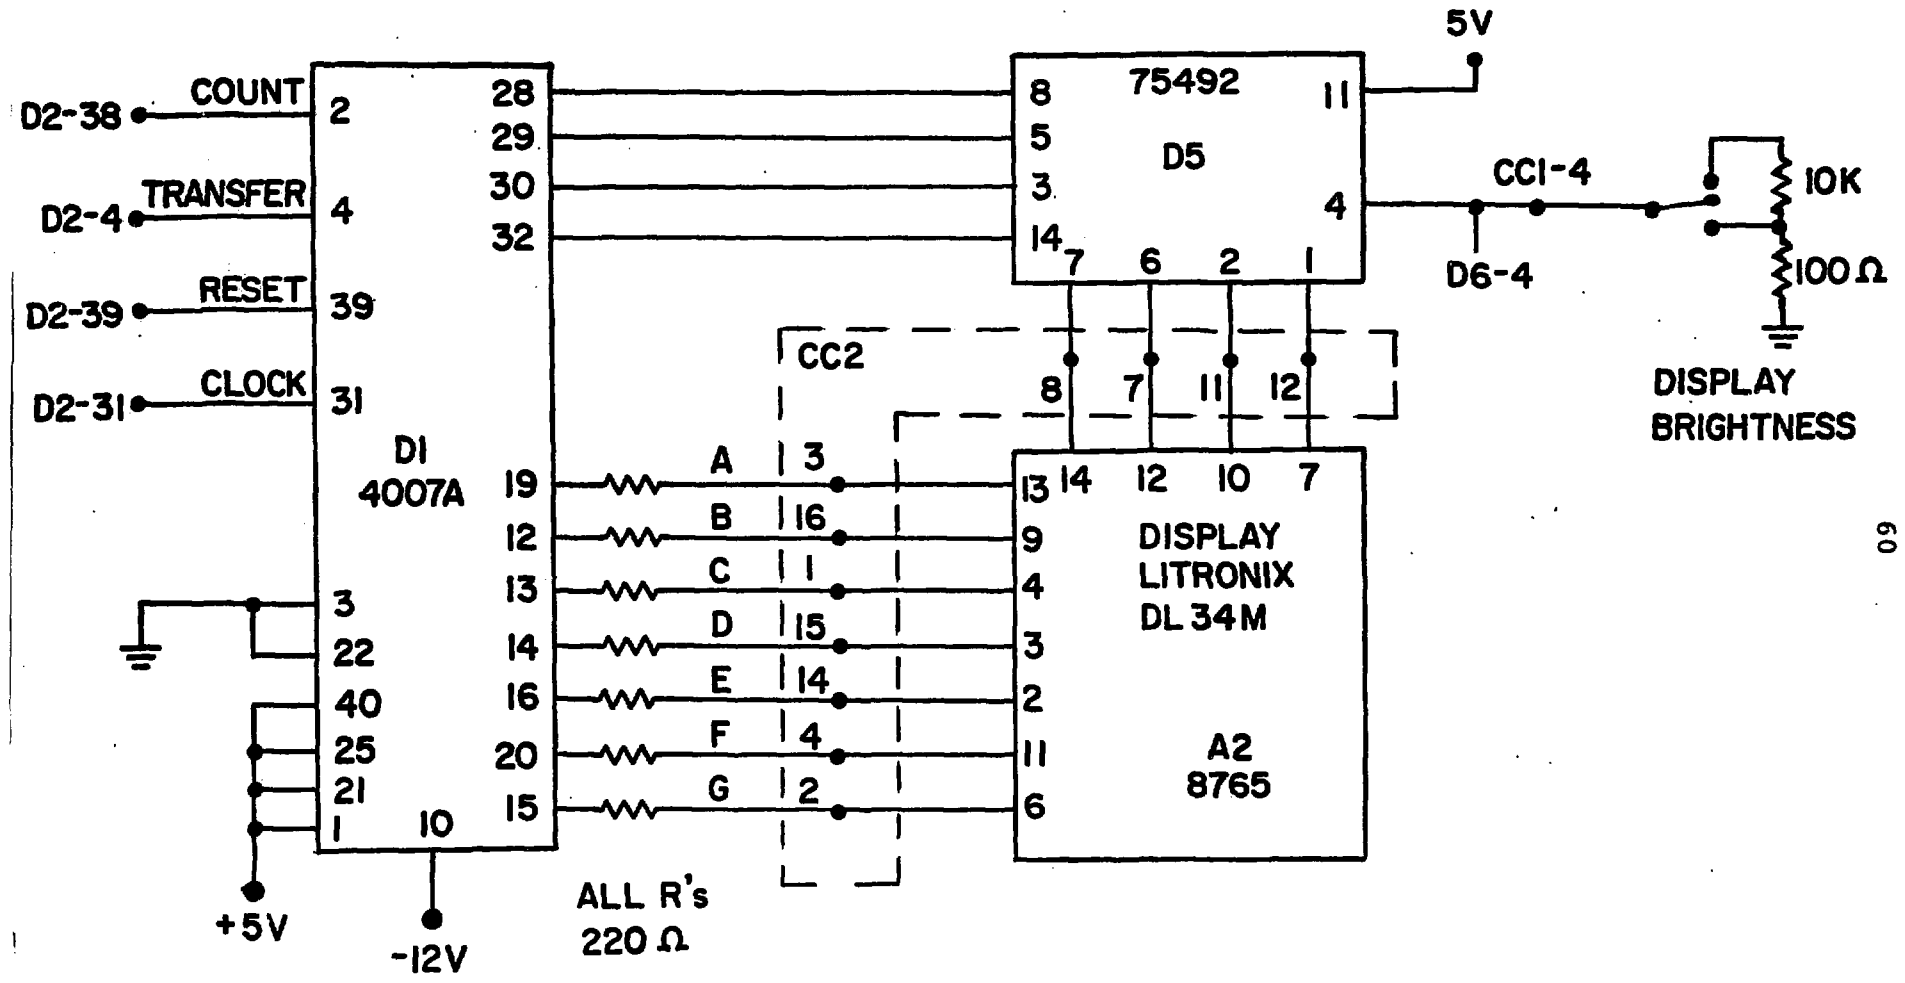 5V
COUNT
D2-38
2
28
8
75492
11
29
5
D5
TRANSFER
D2-4
4
30
3
4
CC1-4
10K
32
14
7
6
2
1
D6-4
100Ω
RESET
D2-39
39
CC2
8
7
11
12
DISPLAY
BRIGHTNESS
CLOCK
D2-31
31
D1
4007A
19
A
3
13
14
12
10
7
12
B
16
9
DISPLAY
LITRONIX
DL 34M
13
C
1
4
14
D
15
3
16
E
14
2
20
F
4
11
A2
8765
15
G
2
6
3
22
40
25
21
1
10
+5V
-12V
ALL R's
220 Ω
60